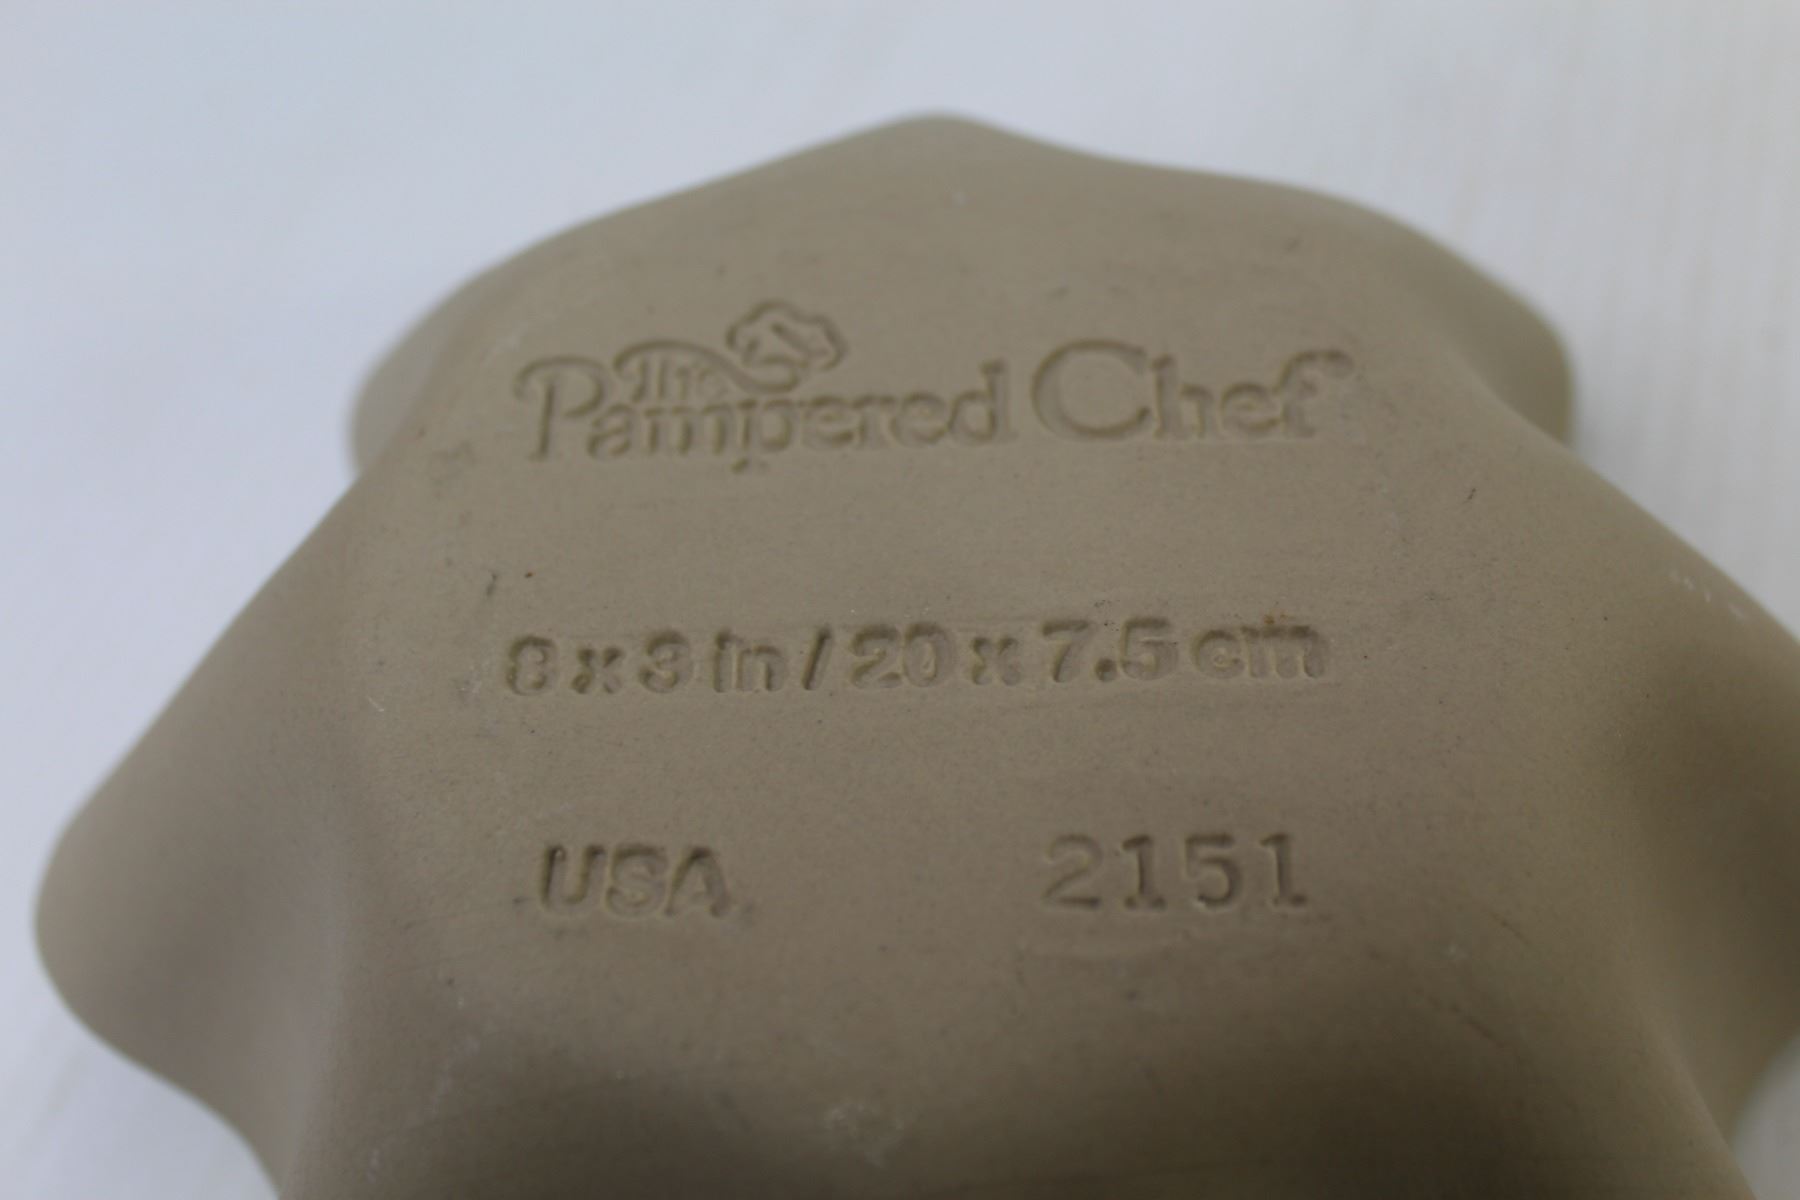 The
Pampered Chef
8 x 3 in / 20 x 7.5 cm
USA 2151